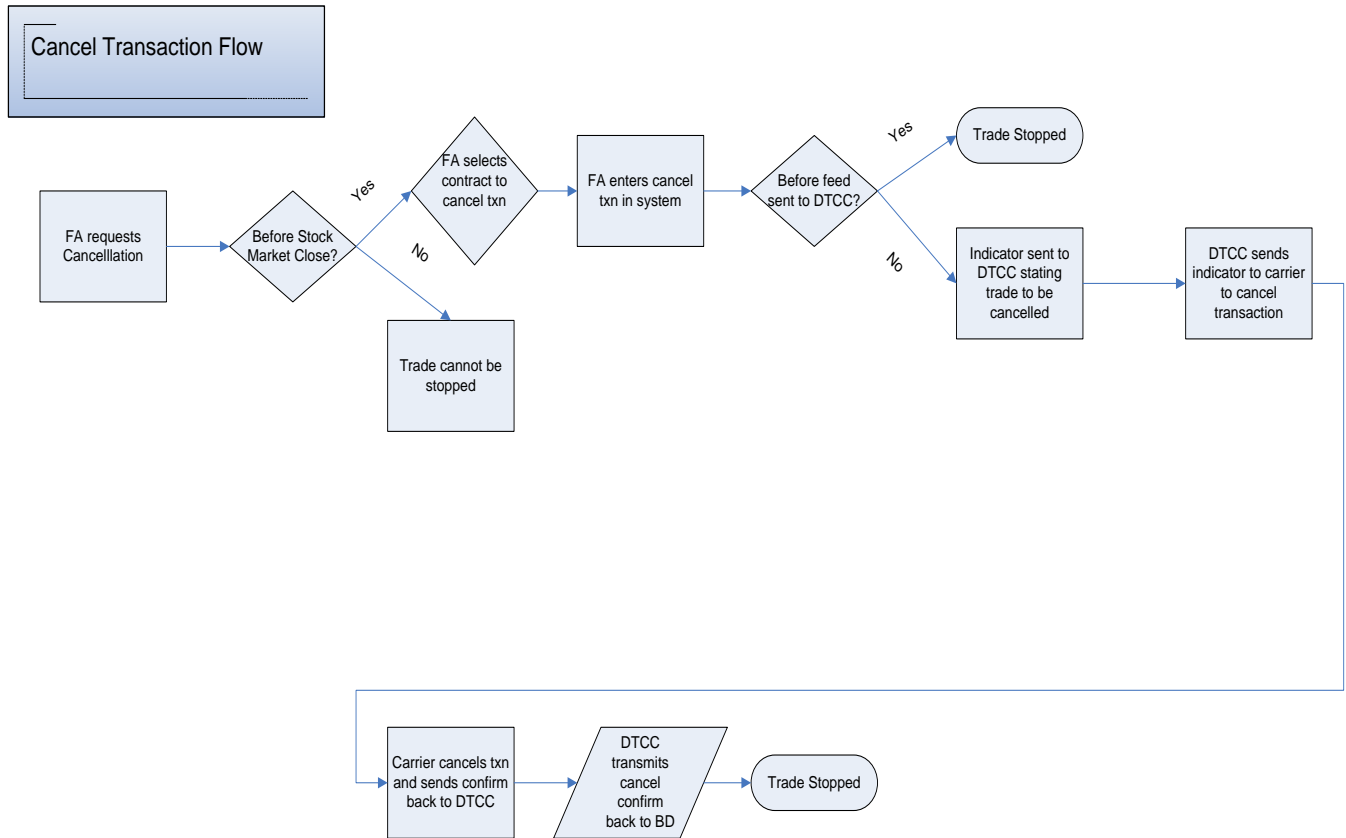 Cancel Transaction Flow
FA requests
Cancelllation
Before Stock
Market Close?
Yes
No
FA selects
contract to
cancel txn
Trade cannot be
stopped
FA enters cancel
txn in system
Before feed
sent to DTCC?
Yes
No
Trade Stopped
Indicator sent to
DTCC stating
trade to be
cancelled
DTCC sends
indicator to carrier
to cancel
transaction
Carrier cancels txn
and sends confirm
back to DTCC
DTCC
transmits
cancel
confirm
back to BD
Trade Stopped